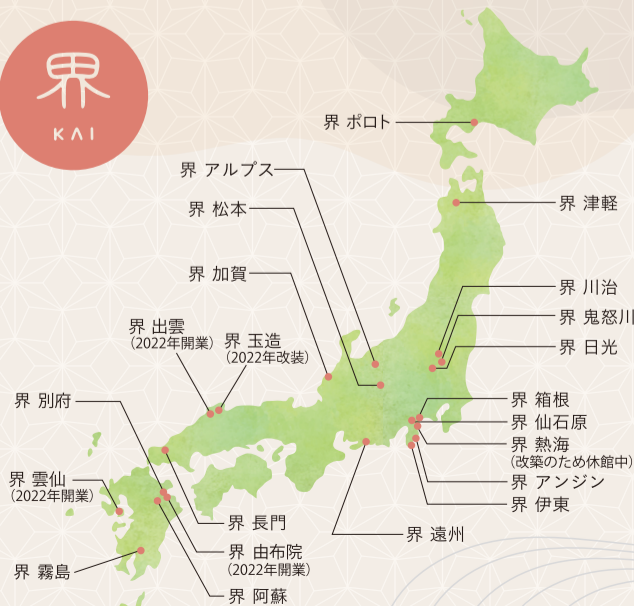 界
KAI
界 ポロト
界 アルプス
界 松本
界 津軽
界 加賀
界 川治
界 鬼怒川
界 日光
界 出雲
（2022年開業）
界 玉造
（2022年改装）
界 別府
界 箱根
界 仙石原
界 熱海
（改築のため休館中）
界 アンジン
界 伊東
界 雲仙
（2022年開業）
界 長門
界 遠州
界 由布院
（2022年開業）
界 霧島
界 阿蘇